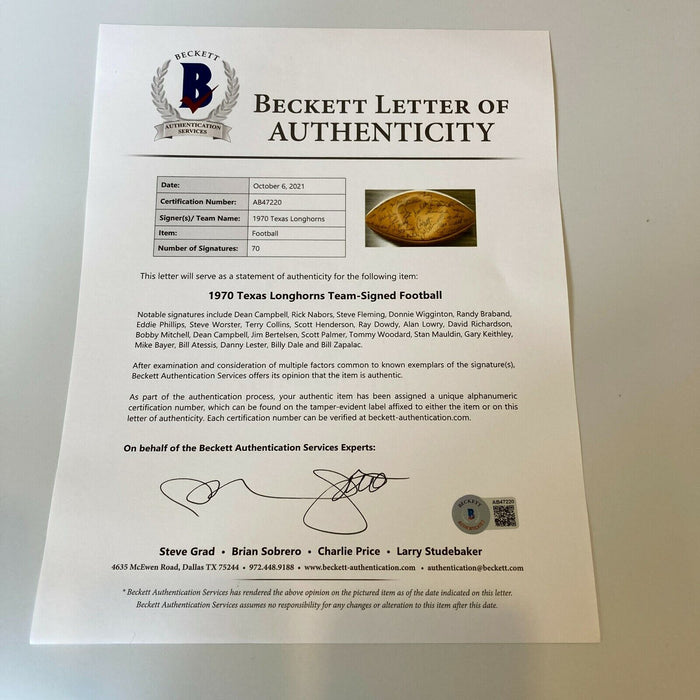 BECKETT
B
AUTHENTICATION
SERVICES
BECKETT LETTER OF
AUTHENTICITY
Date: October 6, 2021
Certification Number: AB47220
Signer(s)/ Team Name: 1970 Texas Longhorns
Item: Football
Number of Signatures: 70
This letter will serve as a statement of authenticity for the following item:
1970 Texas Longhorns Team-Signed Football
Notable signatures include Dean Campbell, Rick Nabors, Steve Fleming, Donnie Wigginton, Randy Braband,
Eddie Phillips, Steve Worster, Terry Collins, Scott Henderson, Ray Dowdy, Alan Lowry, David Richardson,
Bobby Mitchell, Dean Campbell, Jim Bertelsen, Scott Palmer, Tommy Woodard, Stan Mauldin, Gary Keithley,
Mike Bayer, Bill Atessis, Danny Lester, Billy Dale and Bill Zapalac.
After examination and consideration of multiple factors common to known exemplars of the signature(s),
Beckett Authentication Services offers its opinion that the item is authentic.
As part of the authentication process, your authentic item has been assigned a unique alphanumeric
certification number, which can be found on the tamper-evident label affixed to either the item or on this
letter of authenticity. Each certification number can be verified at beckett-authentication.com.
On behalf of the Beckett Authentication Services Experts:
BECKETT
B
AB47220
Steve Grad • Brian Sobrero • Charlie Price • Larry Studebaker
4635 McEwen Road, Dallas TX 75244 • 972.448.9188 • www.beckett-authentication.com • authentication@beckett.com
* Beckett Authentication Services has rendered the above opinion on the pictured item as of the date indicated on this letter.
Beckett Authentication Services assumes no responsibility for any changes or alteration to this item after this date.